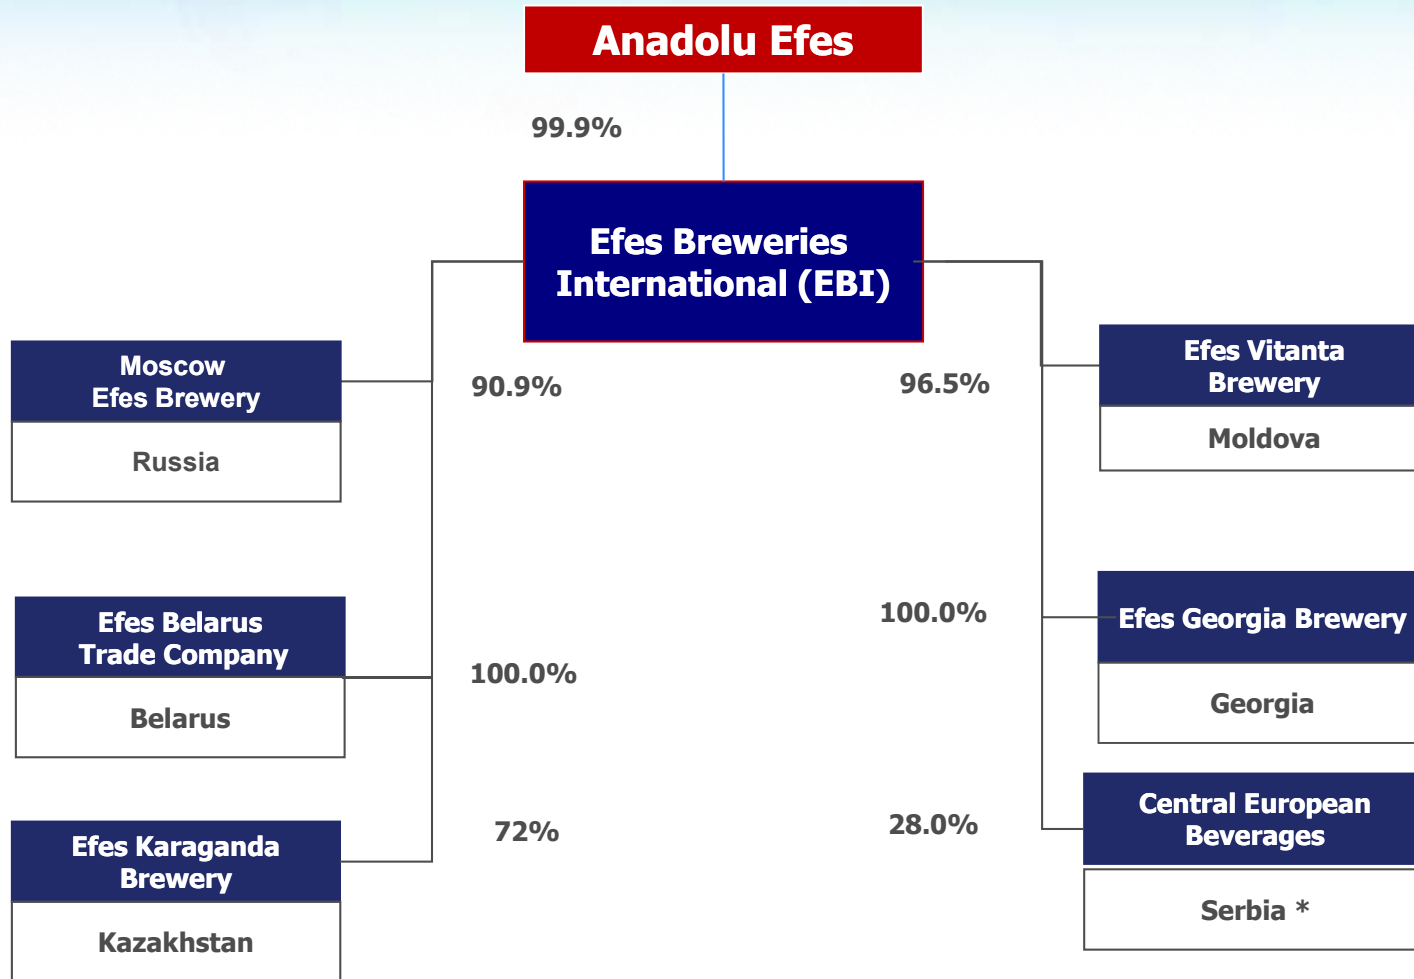 Anadolu Efes
99.9%
Efes Breweries
International (EBI)
Moscow
Efes Brewery
Russia
90.9%
96.5%
Efes Vitanta
Brewery
Moldova
Efes Belarus
Trade Company
Belarus
100.0%
100.0%
Efes Georgia Brewery
Georgia
Efes Karaganda
Brewery
Kazakhstan
72%
28.0%
Central European
Beverages
Serbia *